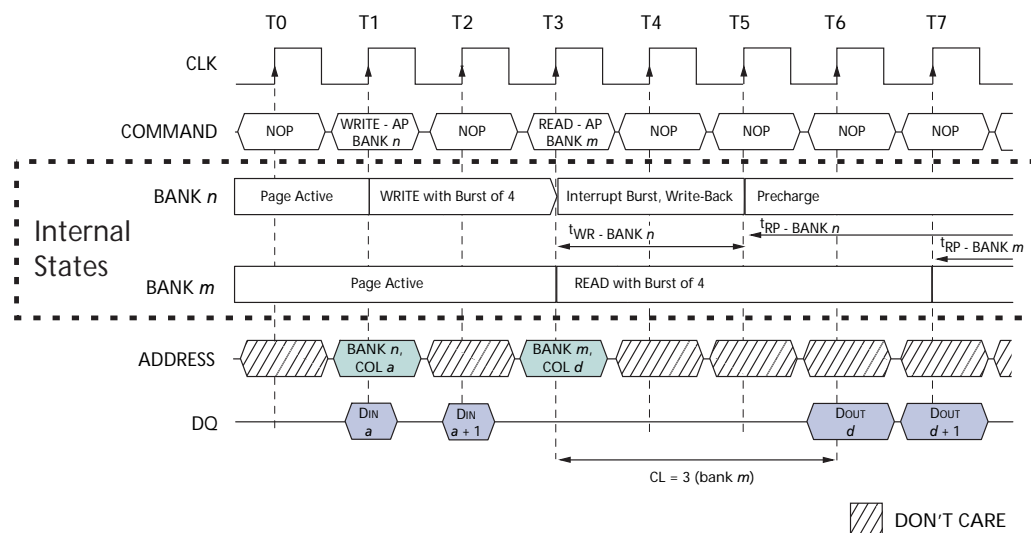 T0 T1 T2 T3 T4 T5 T6 T7
CLK
COMMAND NOP WRITE - AP BANK n NOP READ - AP BANK m NOP NOP NOP NOP
BANK n Page Active WRITE with Burst of 4 Interrupt Burst, Write-Back Precharge
Internal
States
tWR - BANK n tRP - BANK n
tRP - BANK m
BANK m Page Active READ with Burst of 4
ADDRESS BANK n, COL a BANK m, COL d
DQ DIN a DIN a + 1 DOUT d DOUT d + 1
CL = 3 (bank m)
DON'T CARE